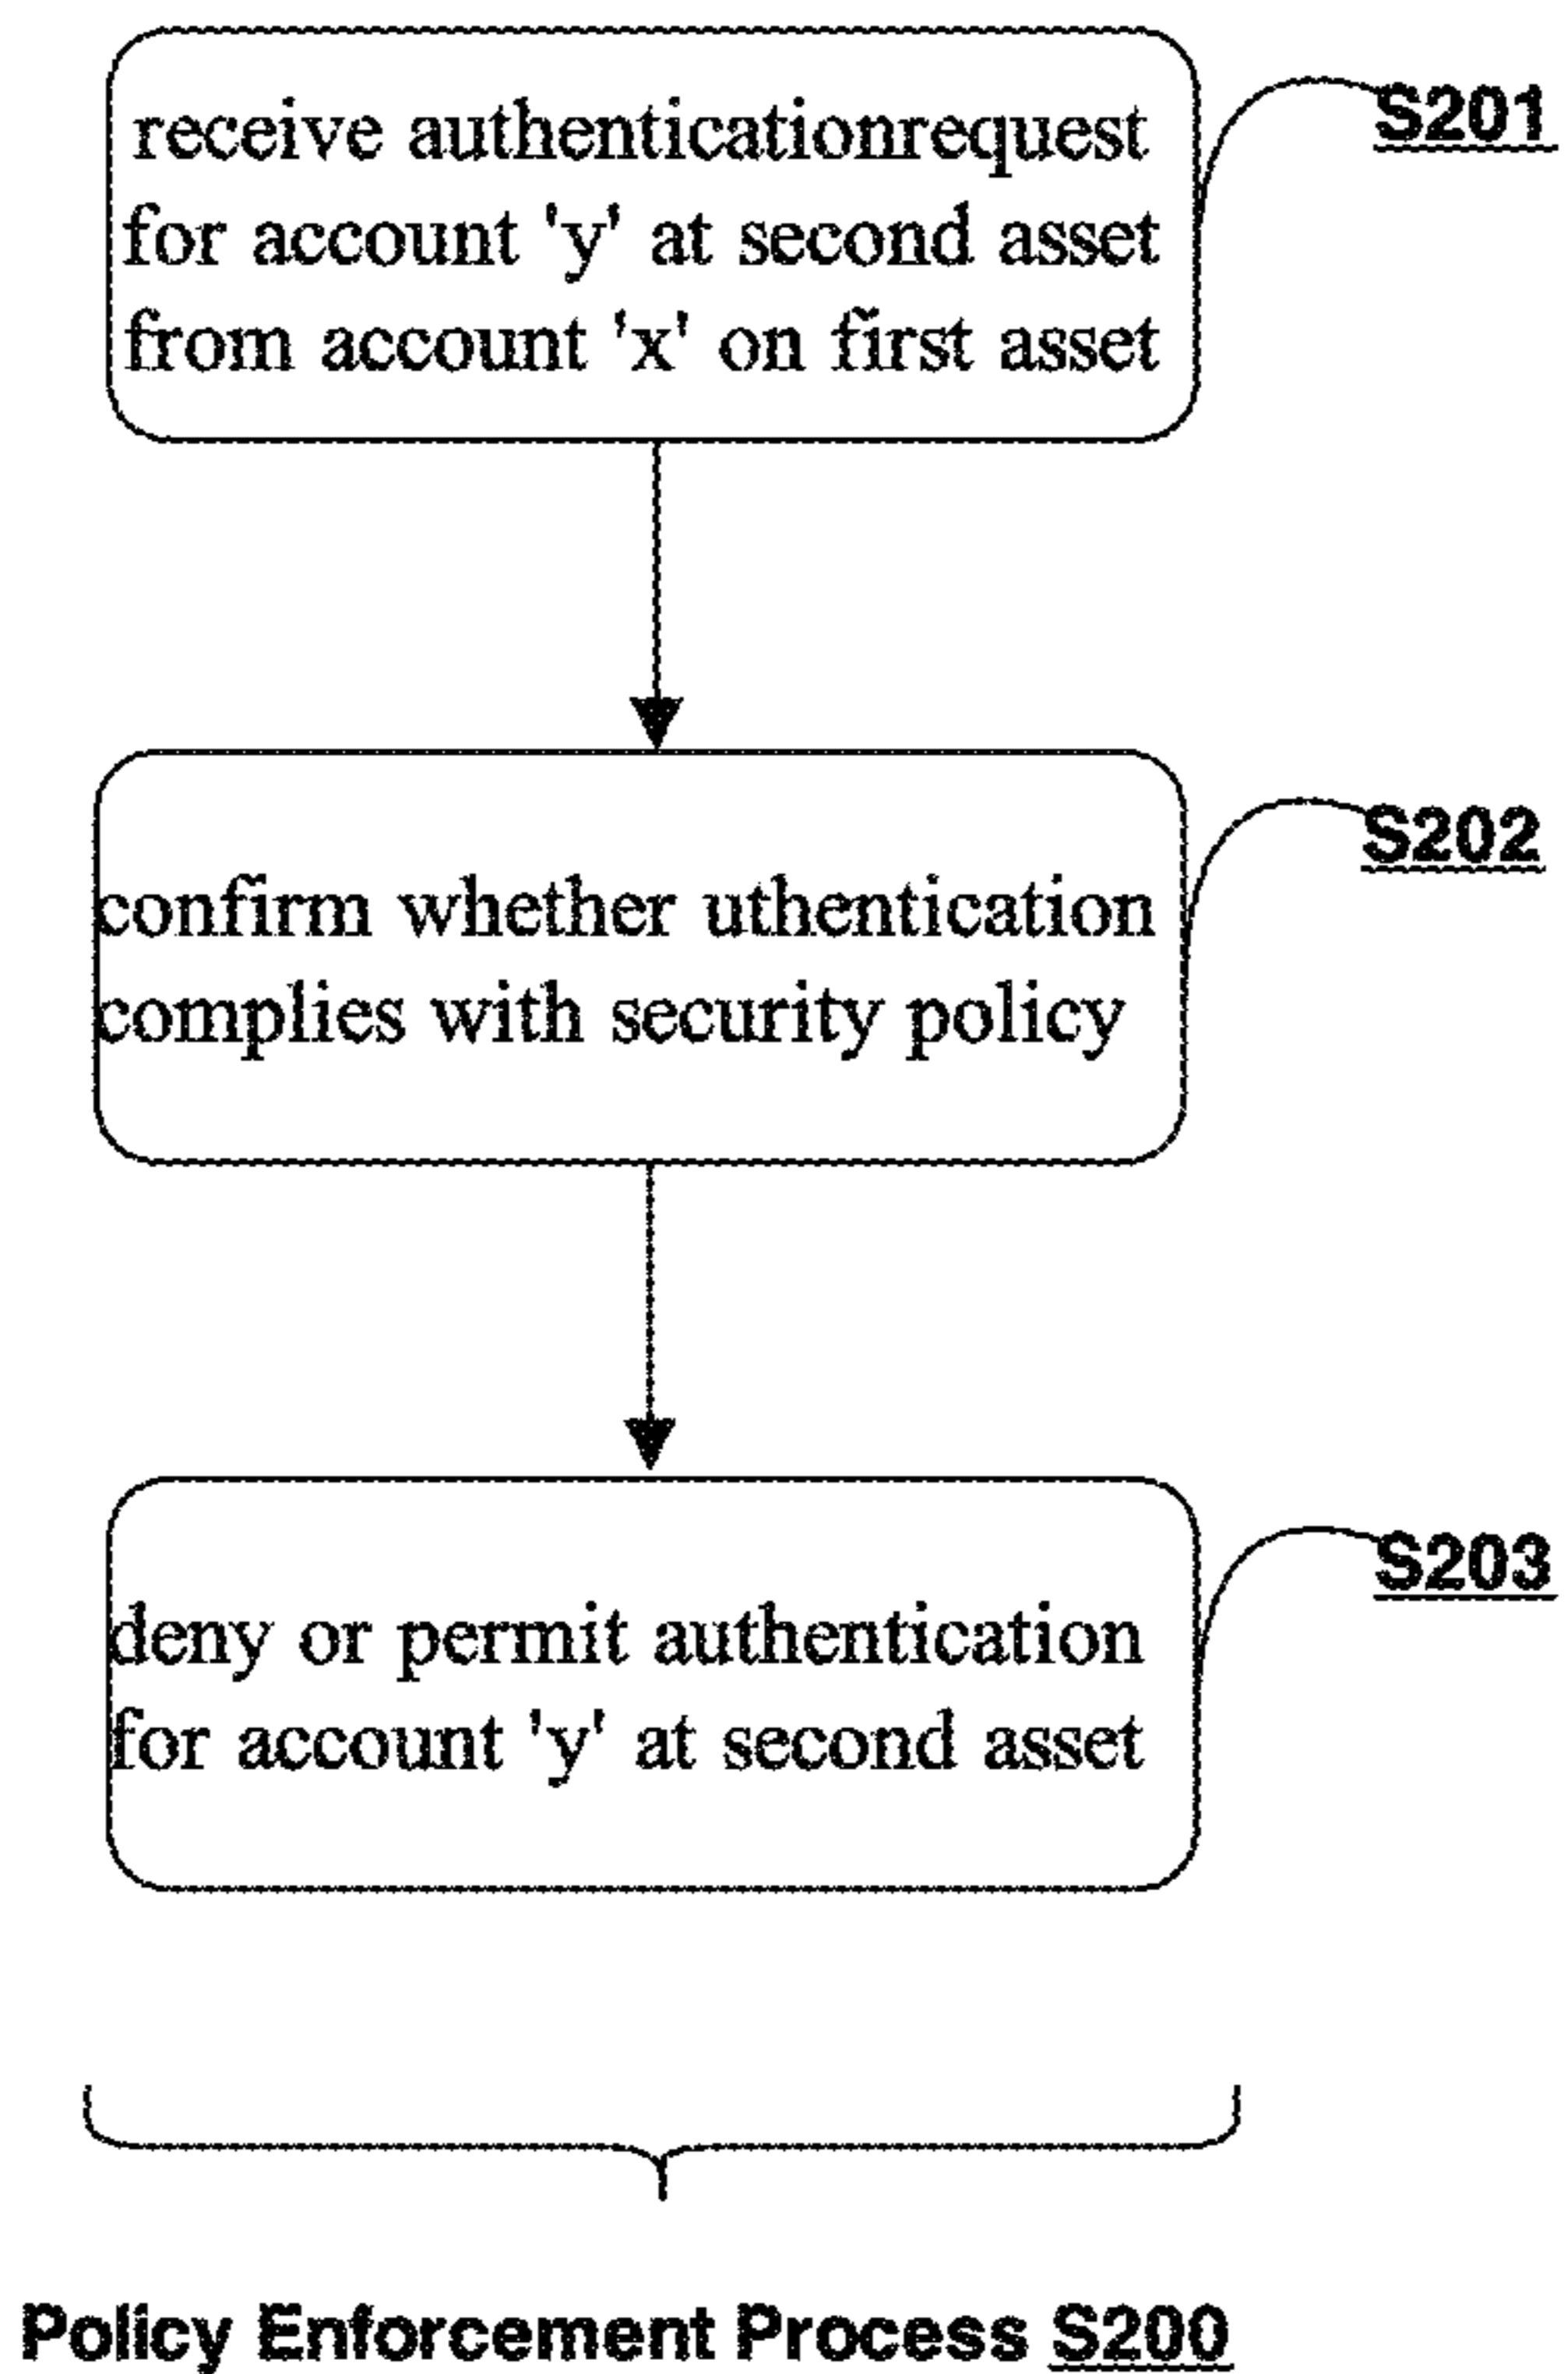 receive authenticationrequest
for account 'y' at second asset
from account 'x' on first asset
S201
confirm whether uthentication
complies with security policy
S202
deny or permit authentication
for account 'y' at second asset
S203
Policy Enforcement Process S200